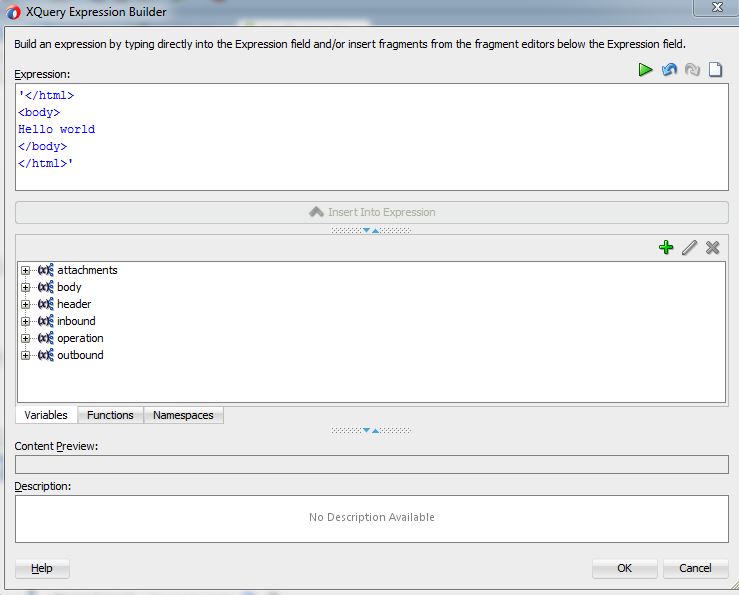 XQuery Expression Builder
Build an expression by typing directly into the Expression field and/or insert fragments from the fragment editors below the Expression field.
Expression:
'</html>
<body>
Hello world
</body>
</html>'
Insert Into Expression
attachments
body
header
inbound
operation
outbound
Variables Functions Namespaces
Content Preview:
Description:
No Description Available
Help OK Cancel